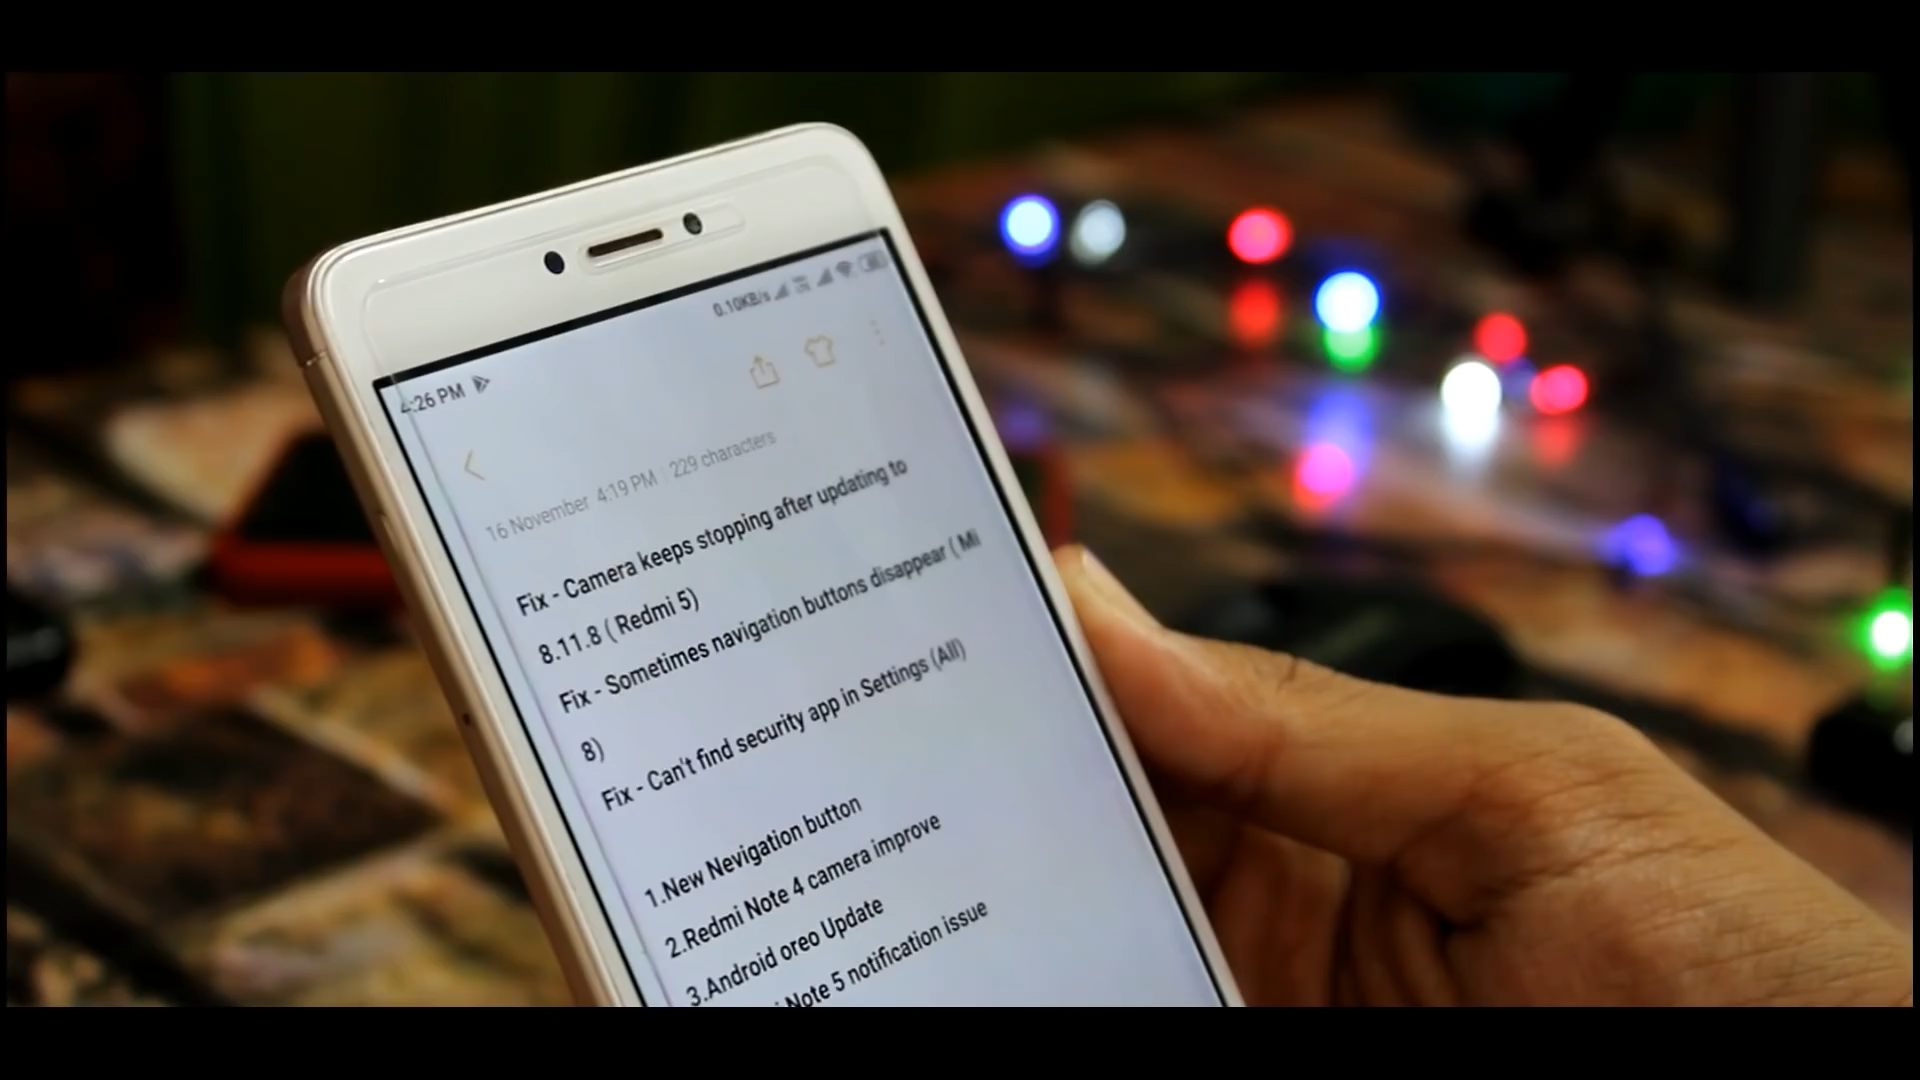 4:26 PM 0.10KB/s
16 November 4:19 PM | 229 characters
Fix - Camera keeps stopping after updating to
8.11.8 ( Redmi 5)
Fix - Sometimes navigation buttons disappear ( Mi
8)
Fix - Can't find security app in Settings (All)
1.New Nevigation button
2.Redmi Note 4 camera improve
3.Android oreo Update
Note 5 notification issue